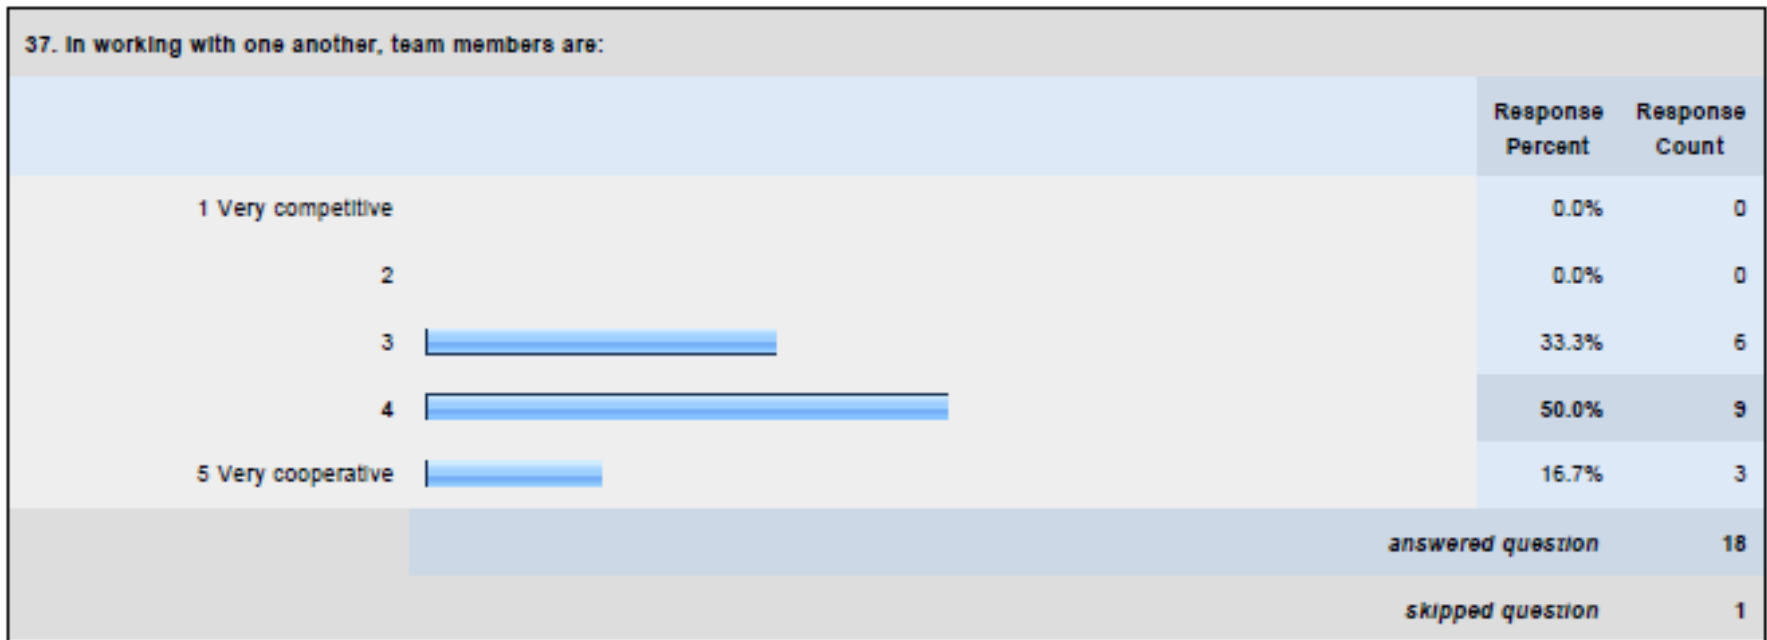 37. In working with one another, team members are:
Response Percent
Response Count
1 Very competitive 0.0% 0
2 0.0% 0
3 33.3% 6
4 50.0% 9
5 Very cooperative 16.7% 3
answered question 18
skipped question 1